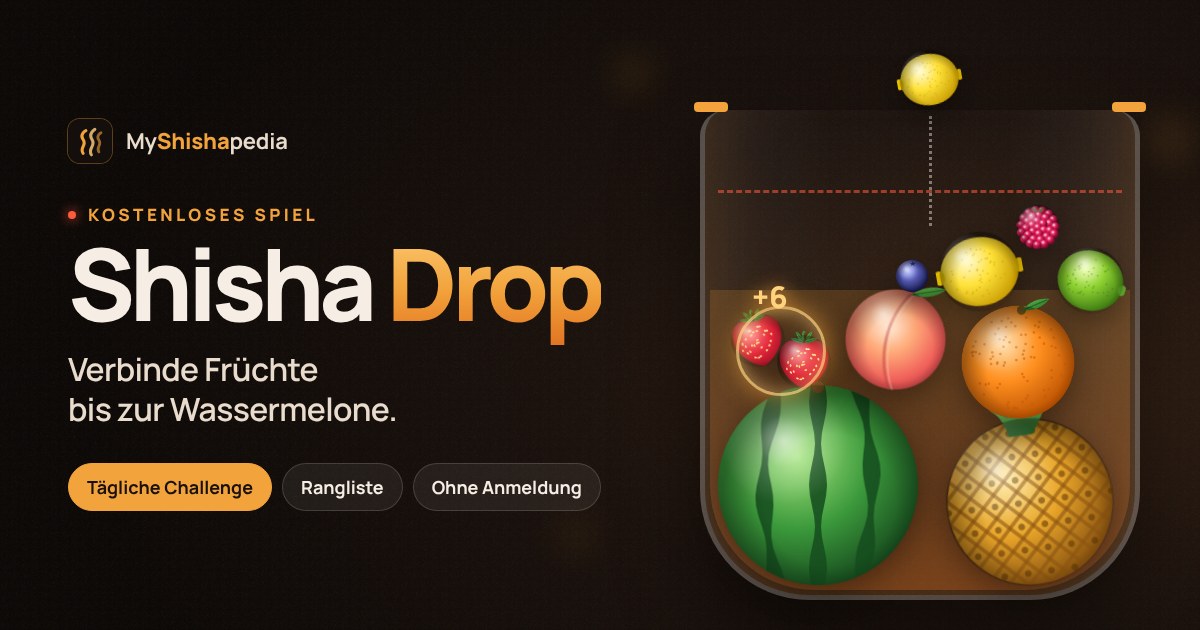 MyShishapedia
KOSTENLOSES SPIEL
Shisha Drop
Verbinde Früchte
bis zur Wassermelone.
Tägliche Challenge
Rangliste
Ohne Anmeldung
+6